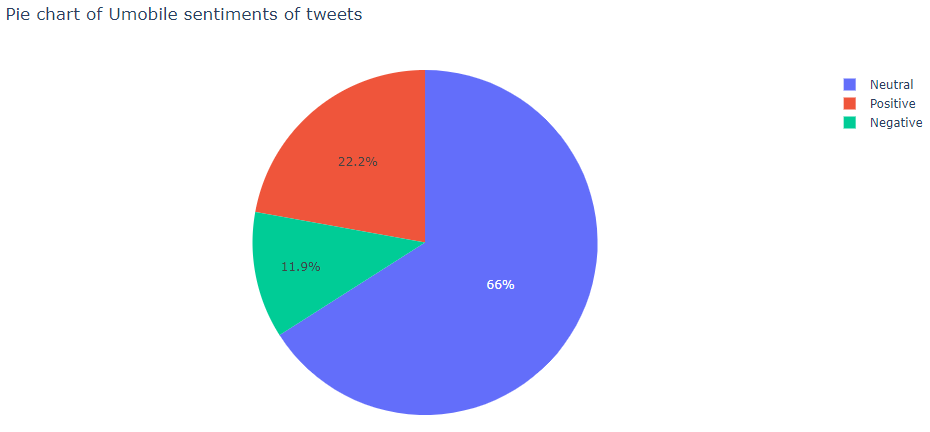 Pie chart of Umobile sentiments of tweets
Neutral
Positive
Negative
22.2%
11.9%
66%